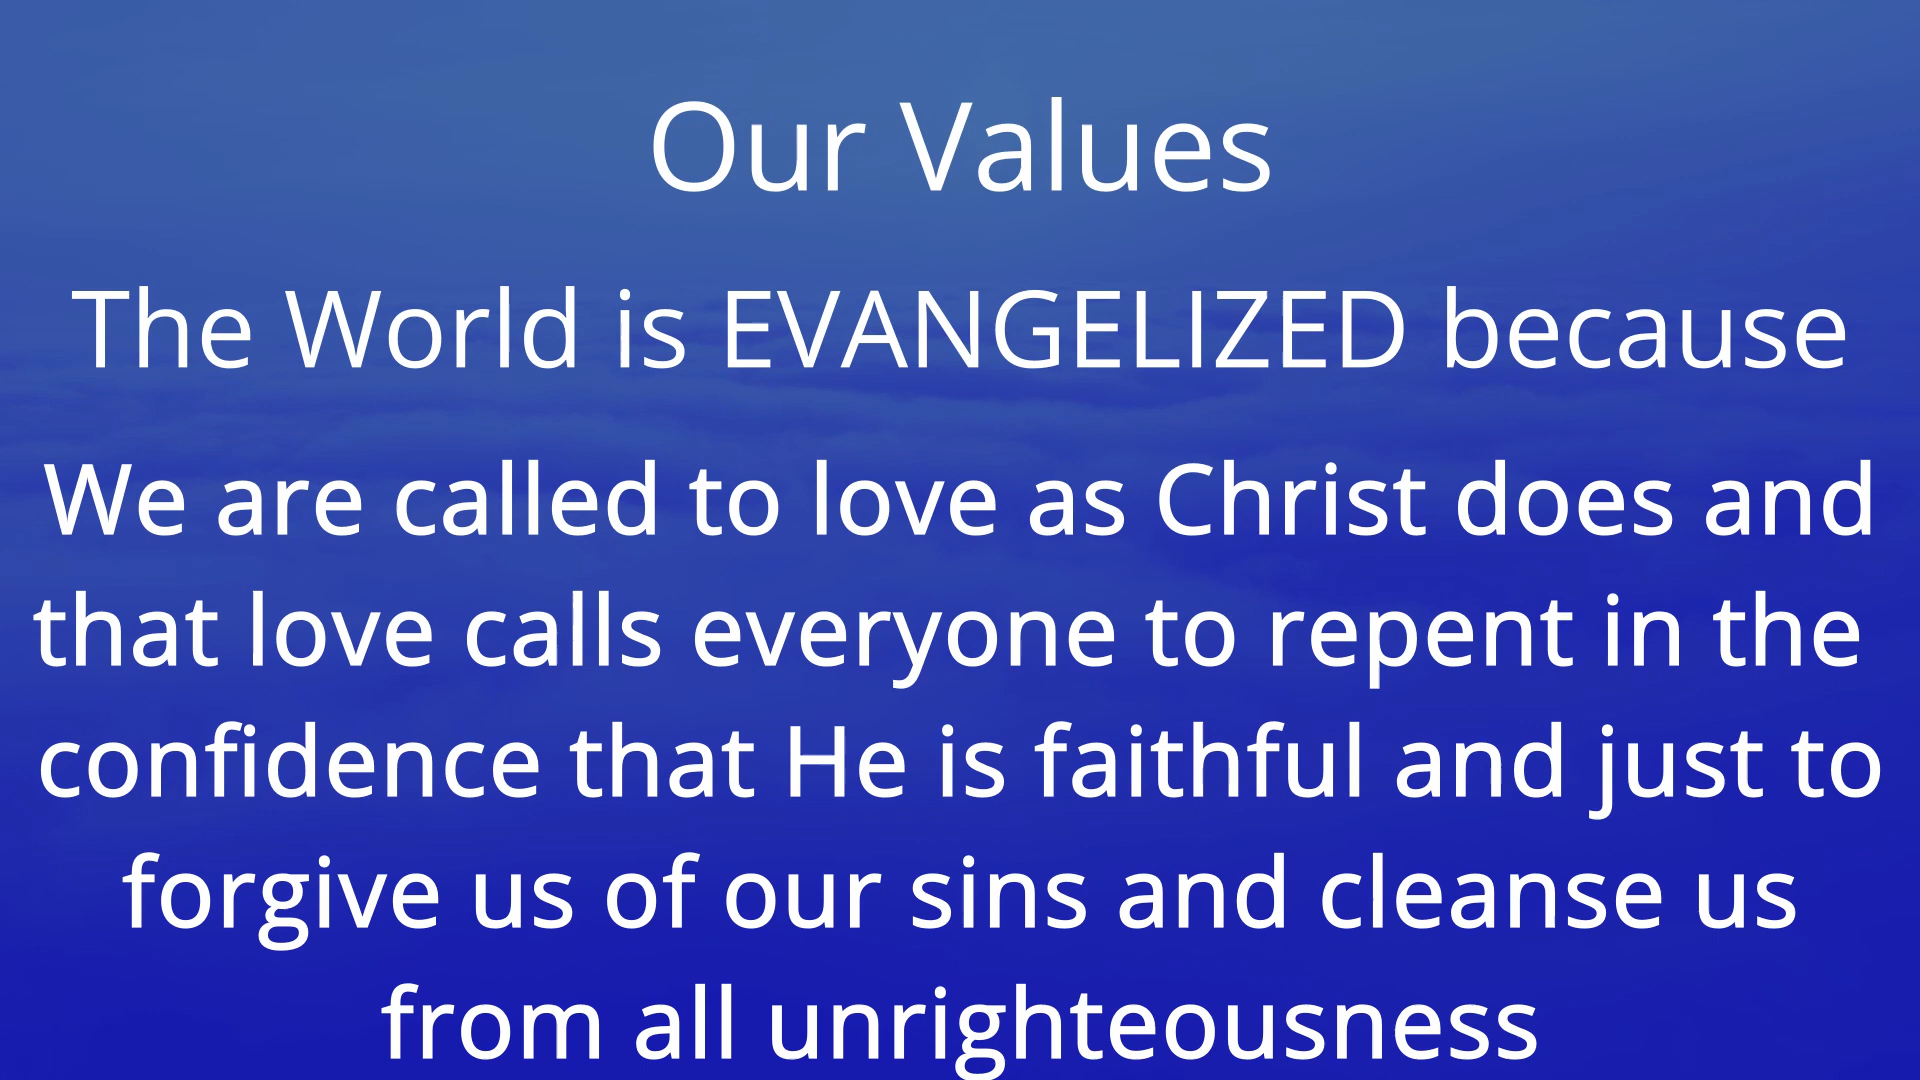 Our Values
The World is EVANGELIZED because
We are called to love as Christ does and
that love calls everyone to repent in the
confidence that He is faithful and just to
forgive us of our sins and cleanse us
from all unrighteousness